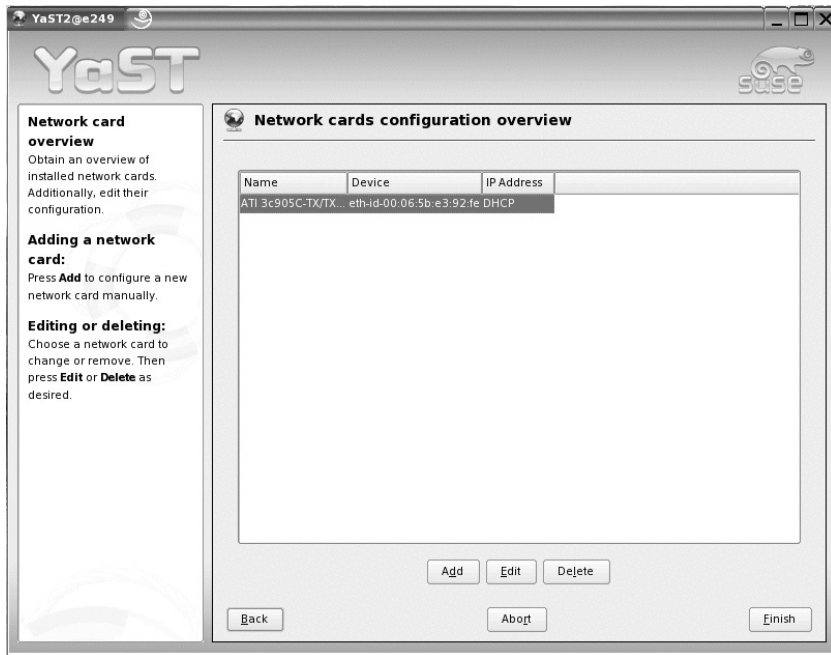 YaST2@e249
YaST
SUSE
Network card
overview
Obtain an overview of
installed network cards.
Additionally, edit their
configuration.
Adding a network
card:
Press Add to configure a new
network card manually.
Editing or deleting:
Choose a network card to
change or remove. Then
press Edit or Delete as
desired.
Network cards configuration overview
Name Device IP Address
ATI 3c905C-TX/TX... eth-id-00:06:5b:e3:92:fe DHCP
Add Edit Delete
Back Abort Finish